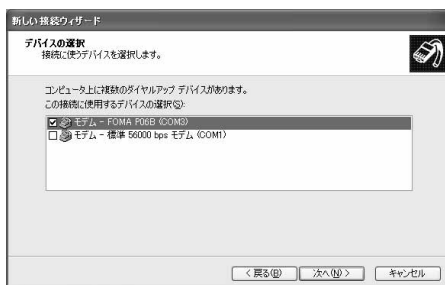 新しい接続ウィザード
デバイスの選択
接続に使うデバイスを選択します。
コンピュータ上に複数のダイヤルアップ デバイスがあります。
この接続に使用するデバイスの選択(S):
モデム - FOMA P06B (COM3)
モデム - 標準 56000 bps モデム (COM1)
< 戻る(B)
次へ(N) >
キャンセル